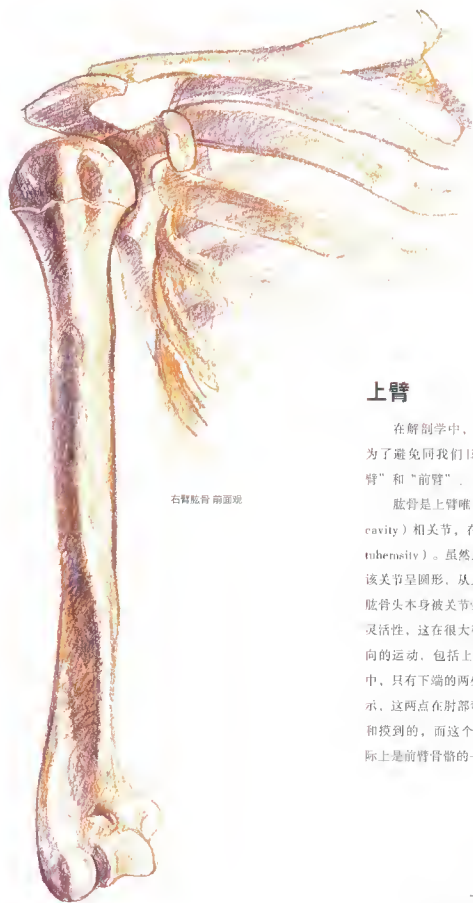 右臂肱骨 前面观
上臂
在解剖学中，
为了避免同我们
臂”和“前臂”．
肱骨是上臂唯
cavity）相关节，在
tuberosity）。虽然
该关节呈圆形．从
肱骨头本身被关节
灵活性，这在很大
向的运动，包括上
中，只有下端的两
示，这两点在肘部
和摸到的，而这个
际上是前臂骨骼的